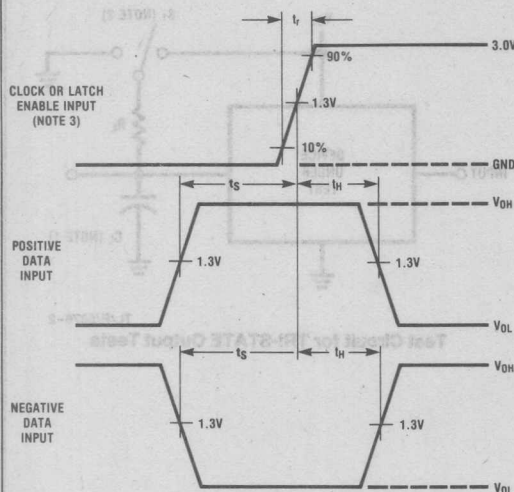 tr
3.0V
90%
CLOCK OR LATCH
ENABLE INPUT
(NOTE 3)
1.3V
10%
GND
tS
tH
VOH
POSITIVE
DATA
INPUT
1.3V
1.3V
VOL
Test Circuit for TRI-STATE Output Tests
tS
tH
VOH
NEGATIVE
DATA
INPUT
1.3V
1.3V
VOL